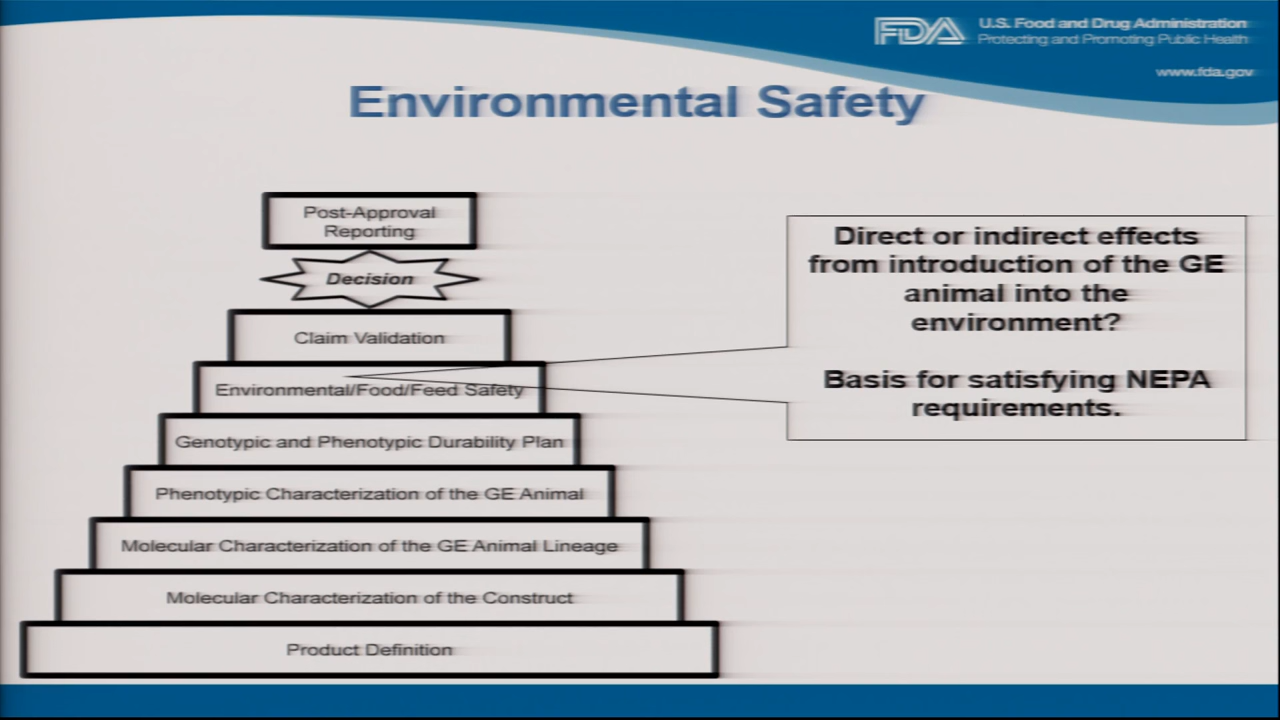 FDA
U.S. Food and Drug Administration
Protecting and Promoting Public Health
www.fda.gov
Environmental Safety
Post-Approval
Reporting
Decision
Claim Validation
Environmental/Food/Feed Safety
Genotypic and Phenotypic Durability Plan
Phenotypic Characterization of the GE Animal
Molecular Characterization of the GE Animal Lineage
Molecular Characterization of the Construct
Product Definition
Direct or indirect effects
from introduction of the GE
animal into the
environment?
Basis for satisfying NEPA
requirements.